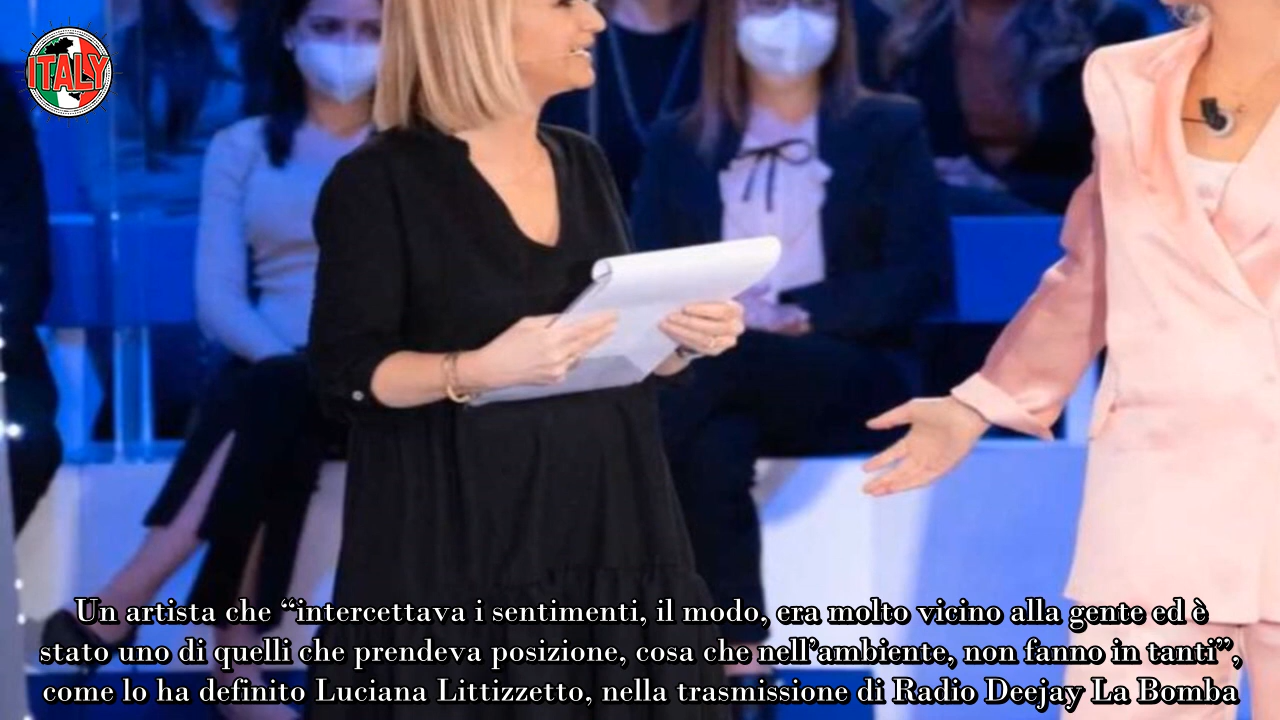 ITALY
Un artista che “intercettava i sentimenti, il modo, era molto vicino alla gente ed è
stato uno di quelli che prendeva posizione, cosa che nell’ambiente, non fanno in tanti”,
come lo ha definito Luciana Littizzetto, nella trasmissione di Radio Deejay La Bomba